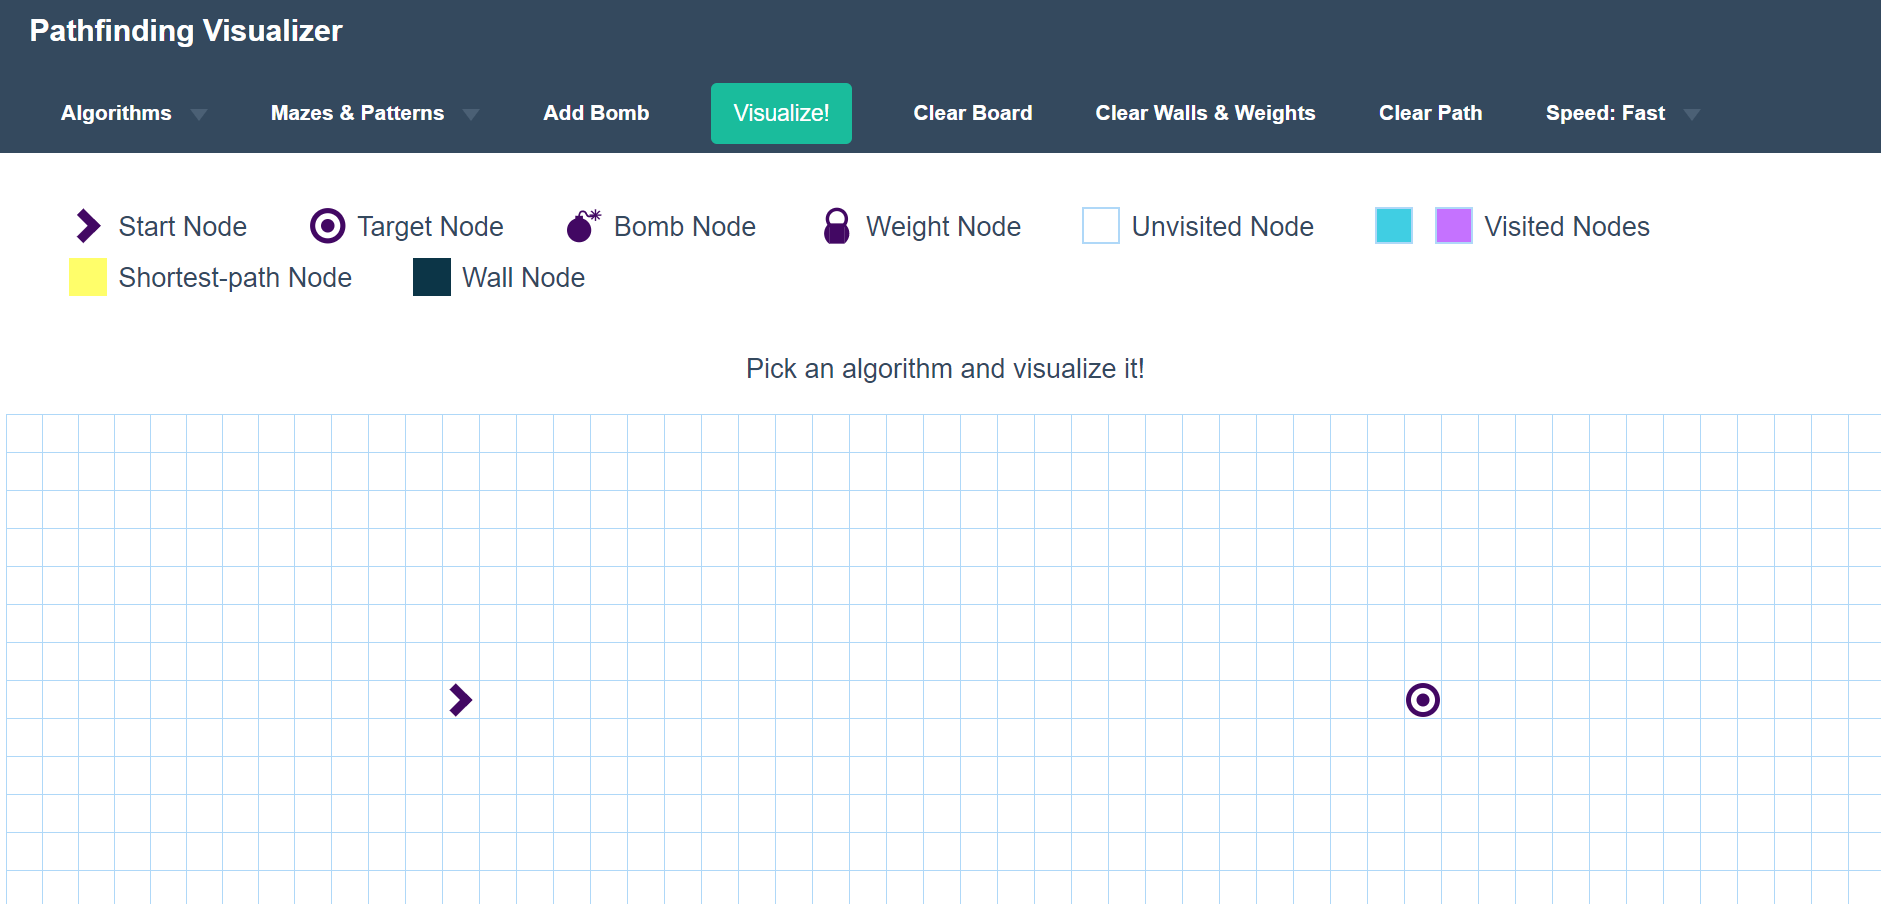 Pathfinding Visualizer
Algorithms Mazes & Patterns Add Bomb Visualize! Clear Board Clear Walls & Weights Clear Path Speed: Fast
Start Node Target Node Bomb Node Weight Node Unvisited Node Visited Nodes
Shortest-path Node Wall Node
Pick an algorithm and visualize it!